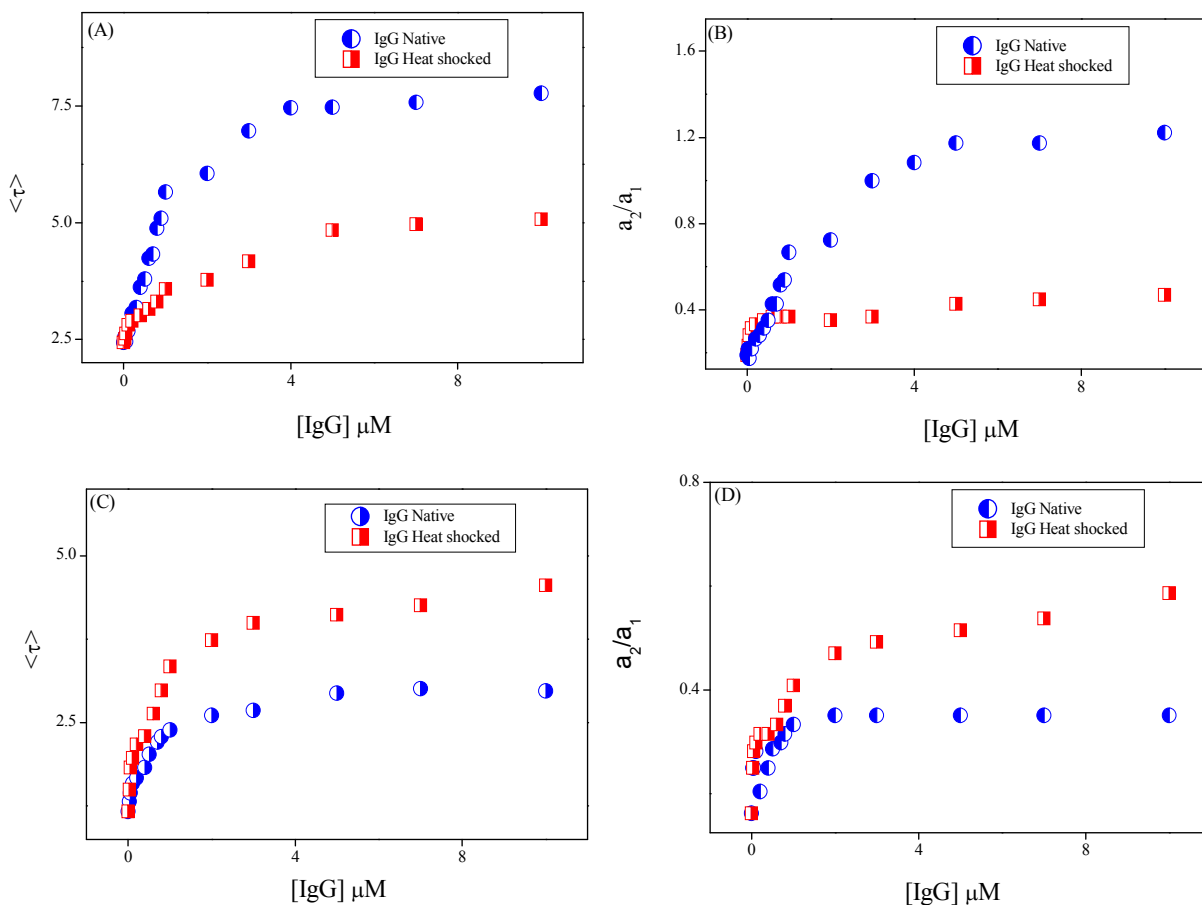 (A)
IgG Native
IgG Heat shocked
7.5
5.0
2.5
<τ>
0 4 8
[IgG] μM
(B)
IgG Native
IgG Heat shocked
1.6
1.2
0.8
0.4
a₂/a₁
0 4 8
[IgG] μM
(C)
IgG Native
IgG Heat shocked
5.0
2.5
<τ>
0 4 8
[IgG] μM
(D)
IgG Native
IgG Heat shocked
0.8
0.4
a₂/a₁
0 4 8
[IgG] μM